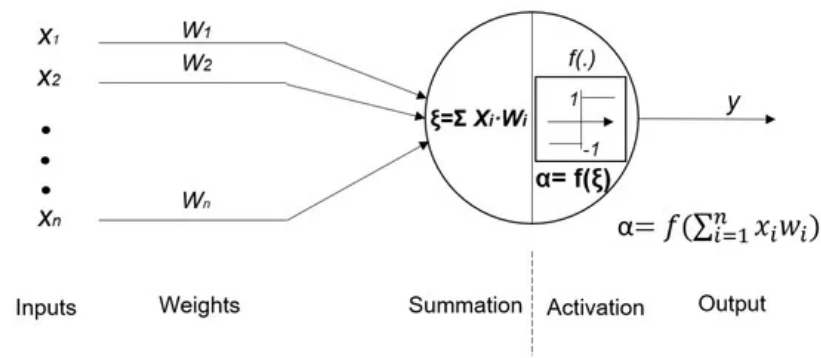 X1
W1
X2
W2
Xn
Wn
ξ=Σ Xi·Wi
f(.)
1
-1
α= f(ξ)
y
α= f(∑ⁿᵢ₌₁ xᵢwᵢ)
Inputs
Weights
Summation
Activation
Output